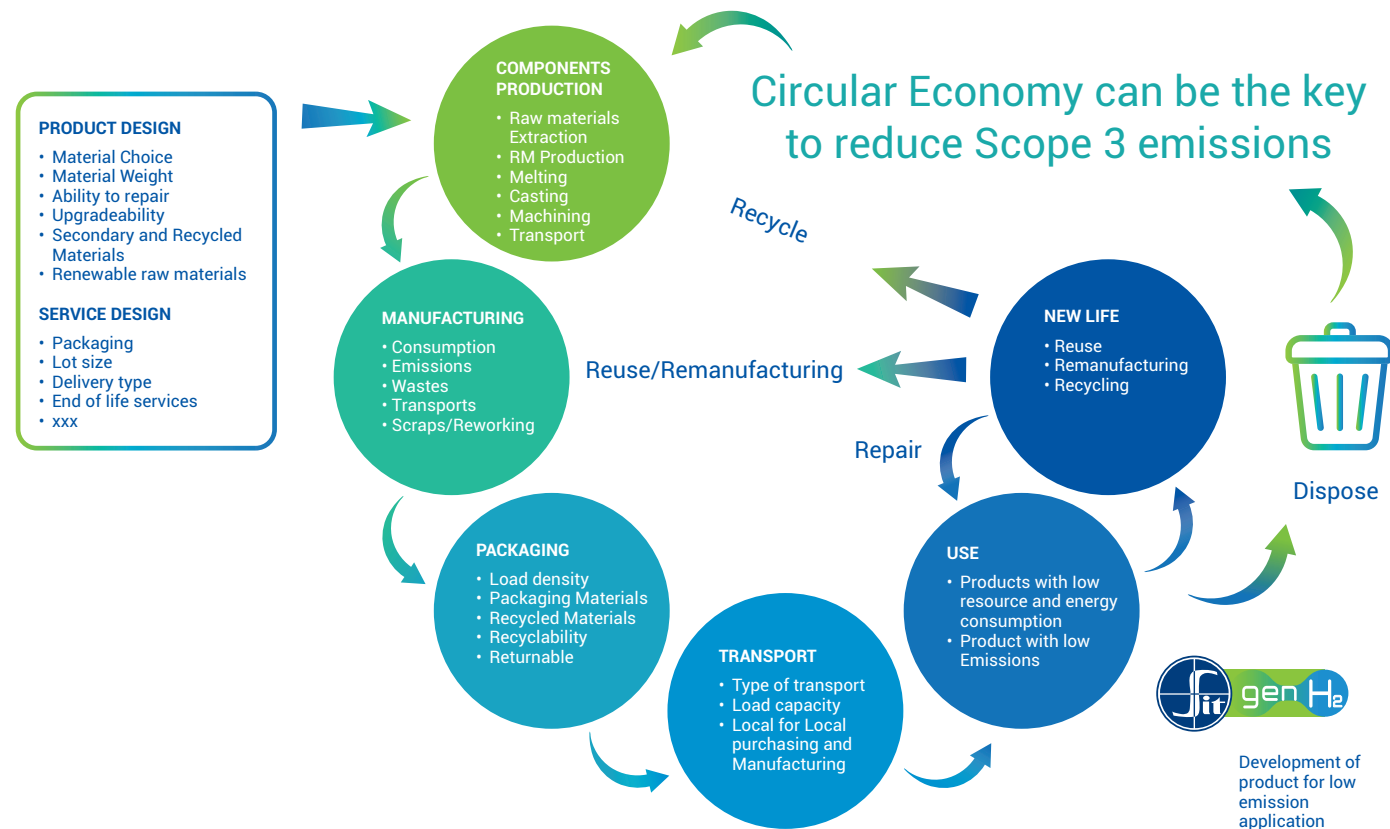 Circular Economy can be the key
to reduce Scope 3 emissions
PRODUCT DESIGN
• Material Choice
• Material Weight
• Ability to repair
• Upgradeability
• Secondary and Recycled
Materials
• Renewable raw materials
SERVICE DESIGN
• Packaging
• Lot size
• Delivery type
• End of life services
• xxx
COMPONENTS
PRODUCTION
• Raw materials
Extraction
• RM Production
• Melting
• Casting
• Machining
• Transport
MANUFACTURING
• Consumption
• Emissions
• Wastes
• Transports
• Scraps/Reworking
PACKAGING
• Load density
• Packaging Materials
• Recycled Materials
• Recyclability
• Returnable
TRANSPORT
• Type of transport
• Load capacity
• Local for Local
purchasing and
Manufacturing
USE
• Products with low
resource and energy
consumption
• Product with low
Emissions
NEW LIFE
• Reuse
• Remanufacturing
• Recycling
Recycle
Reuse/Remanufacturing
Repair
Dispose
Sit gen H2
Development of
product for low
emission
application